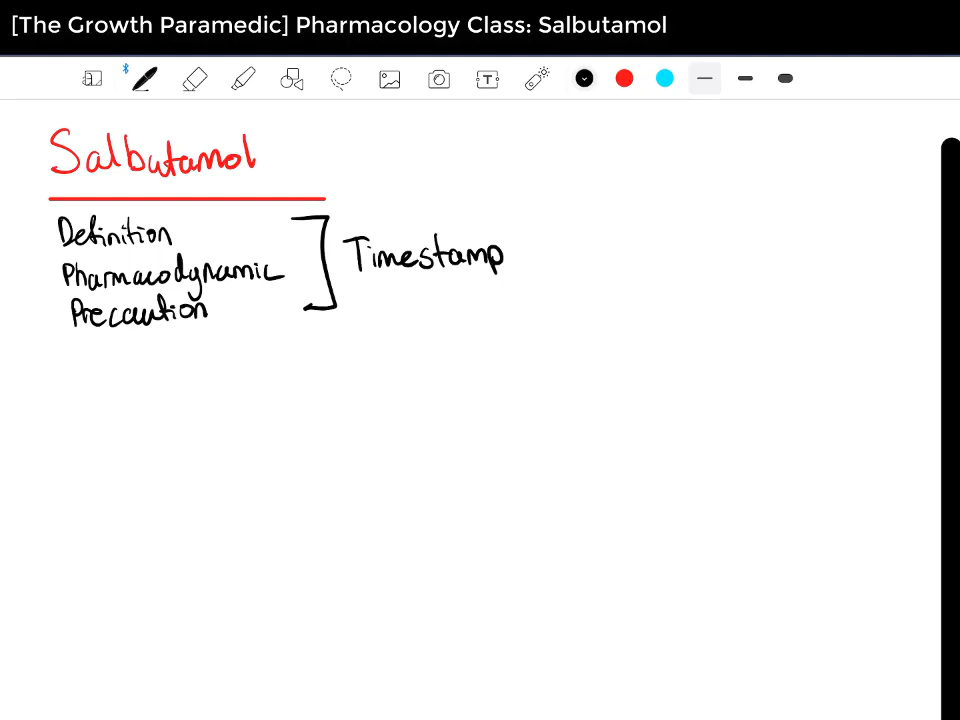 [The Growth Paramedic] Pharmacology Class: Salbutamol
Salbutamol
Definition
Pharmacodynamic
Precaution
Timestamp